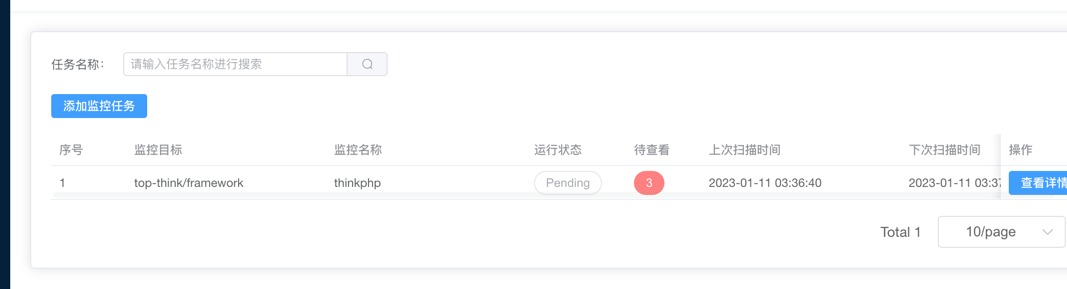 任务名称： 请输入任务名称进行搜索
添加监控任务
序号 监控目标 监控名称 运行状态 待查看 上次扫描时间 下次扫描时间 操作
1 top-think/framework thinkphp Pending 3 2023-01-11 03:36:40 2023-01-11 03:37 查看详情
Total 1 10/page